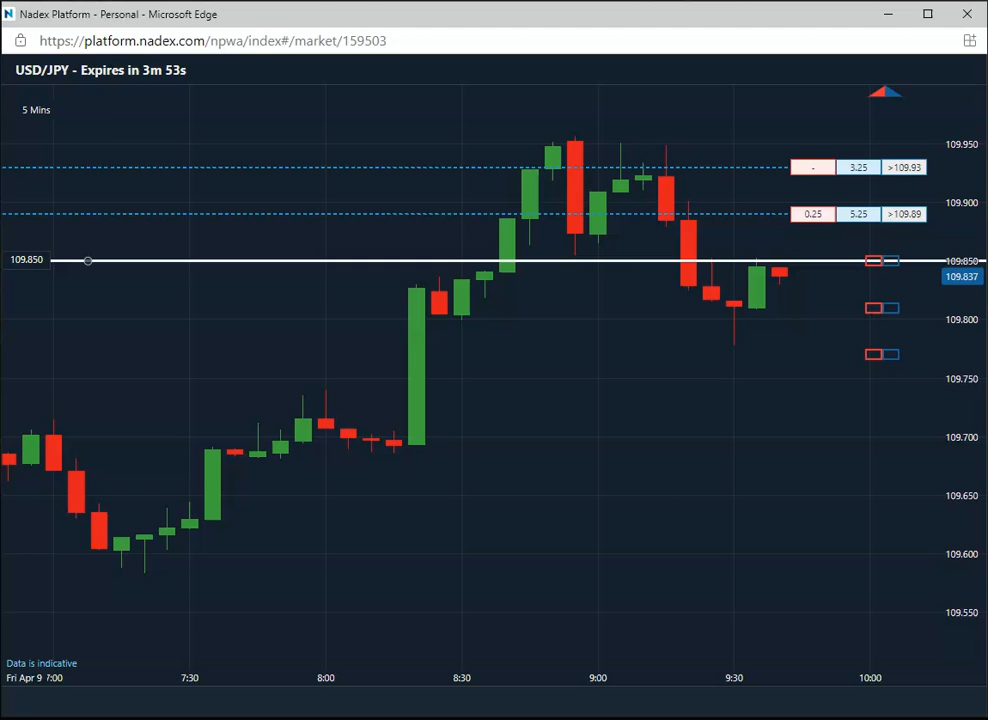 Nadex Platform - Personal - Microsoft Edge
https://platform.nadex.com/npwa/index#/market/159503
USD/JPY - Expires in 3m 53s
5 Mins
109.950
- 3.25 >109.93
109.900
0.25 5.25 >109.89
109.850 109.850
109.837
109.800
109.750
109.700
109.650
109.600
109.550
Data is indicative
Fri Apr 9 7:00 7:30 8:00 8:30 9:00 9:30 10:00